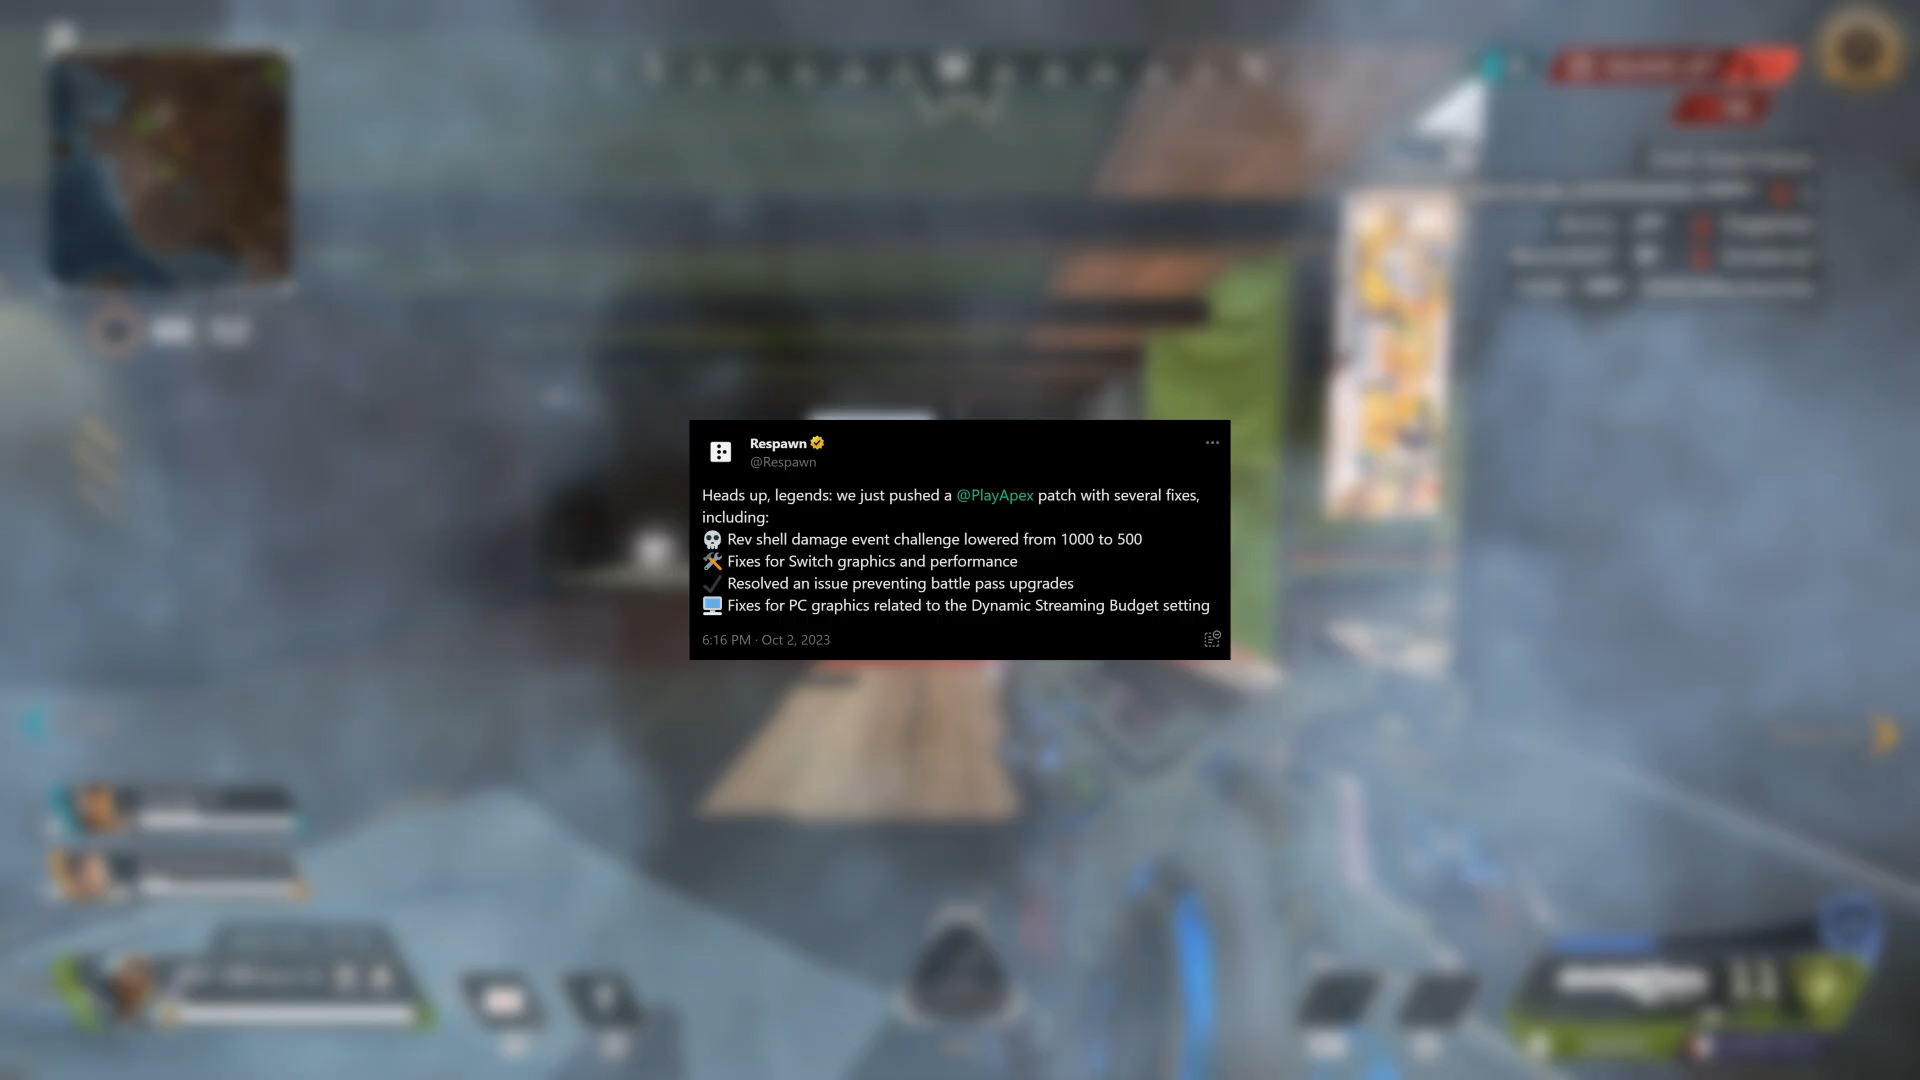 Respawn
@Respawn
Heads up, legends: we just pushed a @PlayApex patch with several fixes,
including:
💀 Rev shell damage event challenge lowered from 1000 to 500
🛠️ Fixes for Switch graphics and performance
✔️ Resolved an issue preventing battle pass upgrades
🖥️ Fixes for PC graphics related to the Dynamic Streaming Budget setting
6:16 PM · Oct 2, 2023